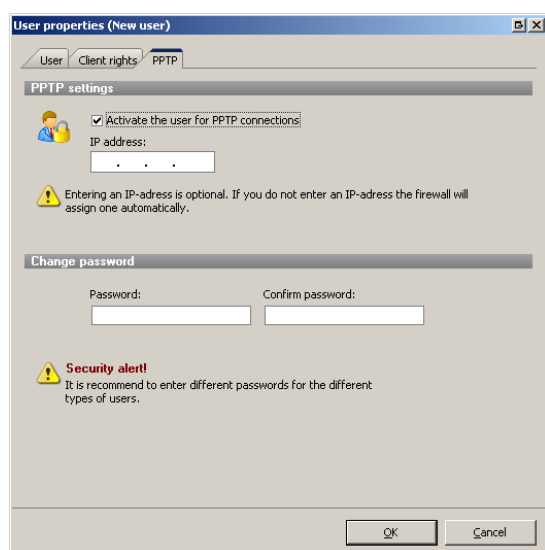 User properties (New user)
User Client rights PPTP
PPTP settings
Activate the user for PPTP connections
IP address:
. . .
Entering an IP-adress is optional. If you do not enter an IP-adress the firewall will
assign one automatically.
Change password
Password: Confirm password:
Security alert!
It is recommend to enter different passwords for the different
types of users.
OK Cancel